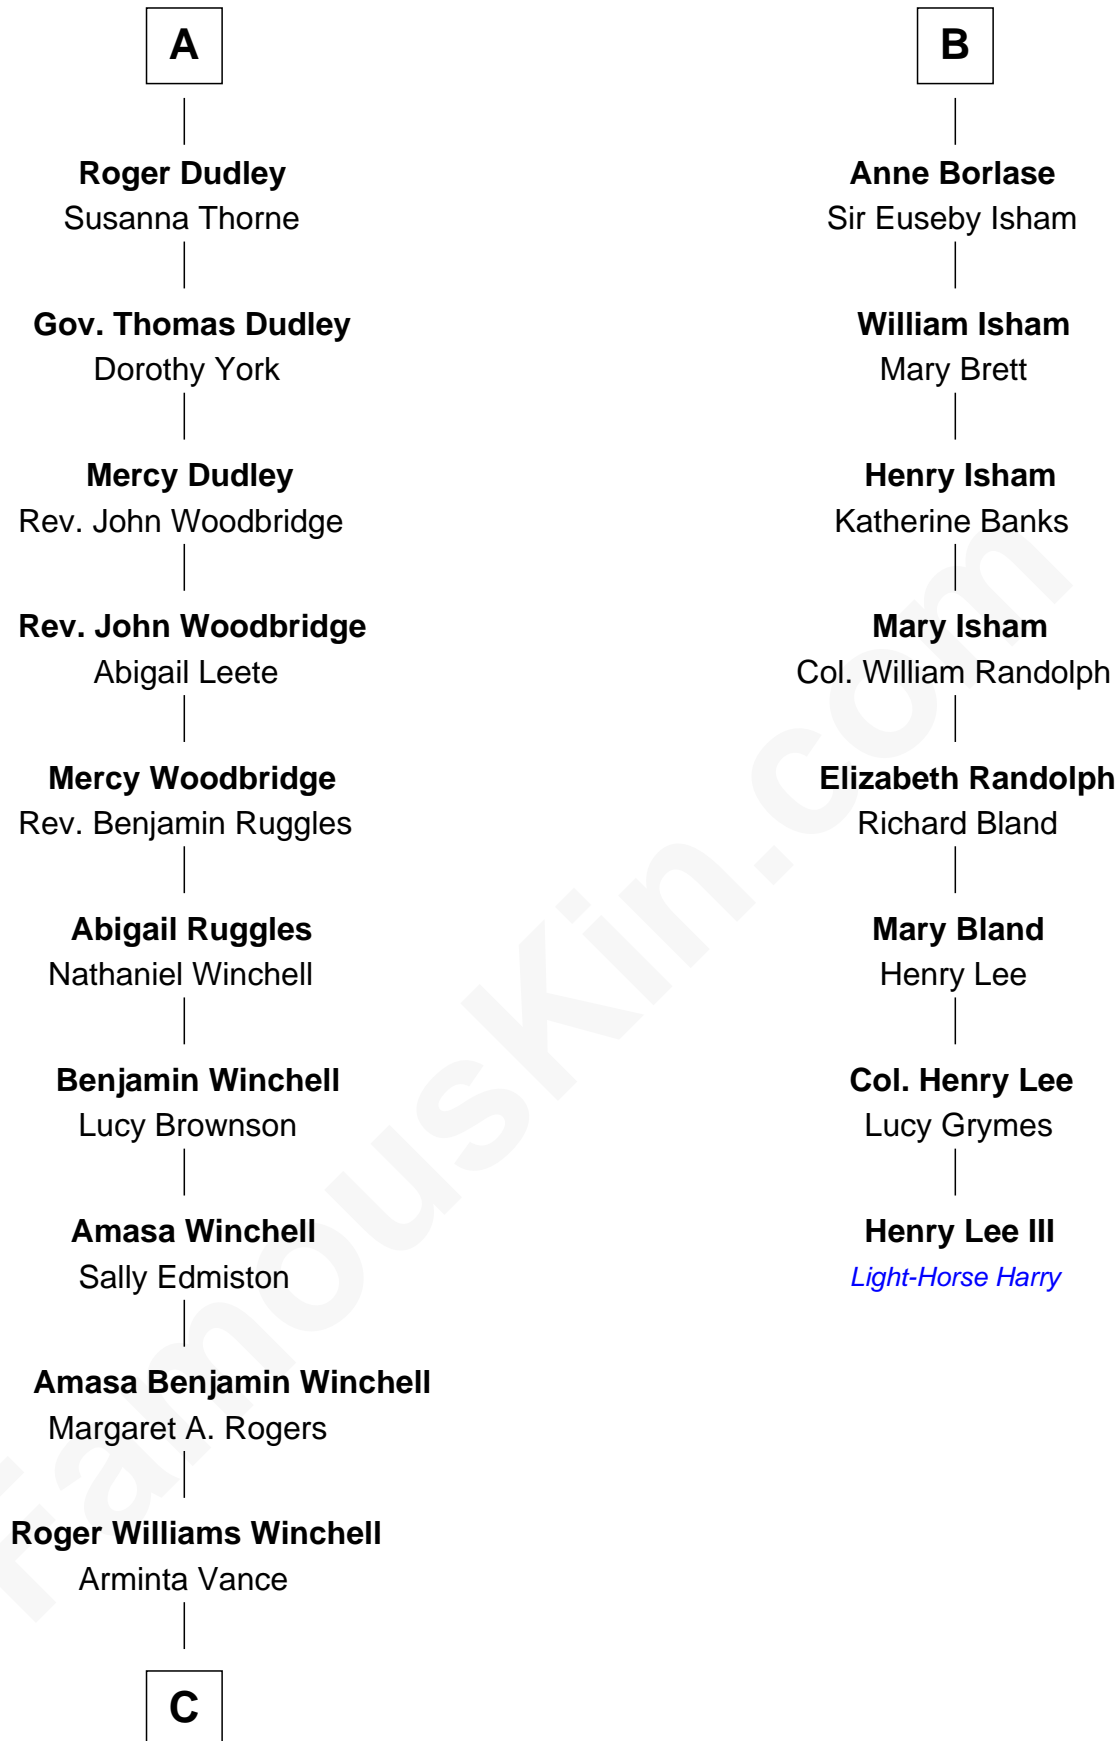 A
Roger Dudley
Susanna Thorne
Gov. Thomas Dudley
Dorothy York
Mercy Dudley
Rev. John Woodbridge
Rev. John Woodbridge
Abigail Leete
Mercy Woodbridge
Rev. Benjamin Ruggles
Abigail Ruggles
Nathaniel Winchell
Benjamin Winchell
Lucy Brownson
Amasa Winchell
Sally Edmiston
Amasa Benjamin Winchell
Margaret A. Rogers
Roger Williams Winchell
Arminta Vance
C
B
Anne Borlase
Sir Euseby Isham
William Isham
Mary Brett
Henry Isham
Katherine Banks
Mary Isham
Col. William Randolph
Elizabeth Randolph
Richard Bland
Mary Bland
Henry Lee
Col. Henry Lee
Lucy Grymes
Henry Lee III
Light-Horse Harry
FamousKin.com